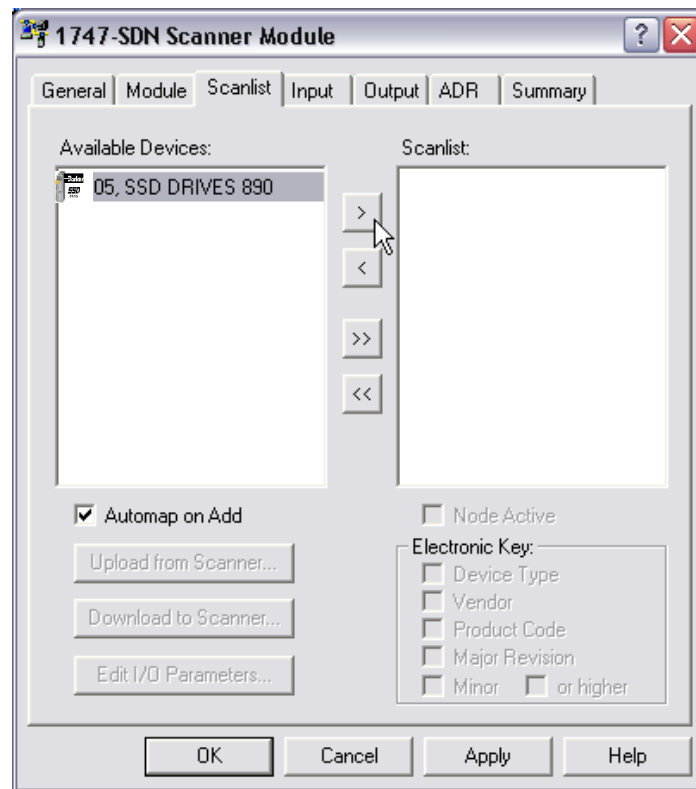 1747-SDN Scanner Module
?
General Module Scanlist Input Output ADR Summary
Available Devices:
Scanlist:
05, SSD DRIVES 890
>
<
>>
<<
Automap on Add
Upload from Scanner...
Download to Scanner...
Edit I/O Parameters...
Node Active
Electronic Key:
Device Type
Vendor
Product Code
Major Revision
Minor or higher
OK Cancel Apply Help